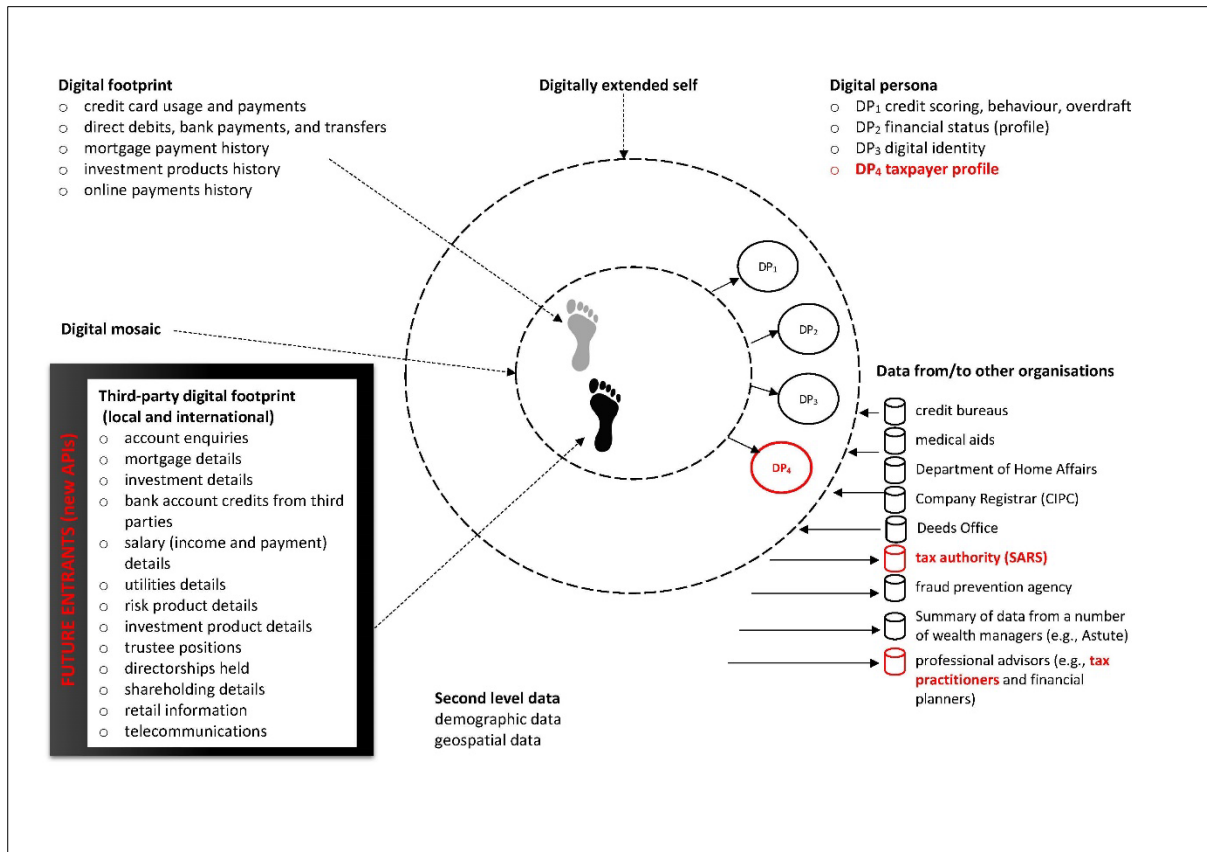 Digital footprint
○ credit card usage and payments
○ direct debits, bank payments, and transfers
○ mortgage payment history
○ investment products history
○ online payments history
Digitally extended self
Digital persona
○ DP₁ credit scoring, behaviour, overdraft
○ DP₂ financial status (profile)
○ DP₃ digital identity
○ DP₄ taxpayer profile
DP₁
DP₂
DP₃
DP₄
Digital mosaic
FUTURE ENTRANTS (new APIs)
Third-party digital footprint
(local and international)
○ account enquiries
○ mortgage details
○ investment details
○ bank account credits from third
parties
○ salary (income and payment)
details
○ utilities details
○ risk product details
○ investment product details
○ trustee positions
○ directorships held
○ shareholding details
○ retail information
○ telecommunications
Second level data
demographic data
geospatial data
Data from/to other organisations
credit bureaus
medical aids
Department of Home Affairs
Company Registrar (CIPC)
Deeds Office
tax authority (SARS)
fraud prevention agency
Summary of data from a number
of wealth managers (e.g., Astute)
professional advisors (e.g., tax
practitioners and financial
planners)